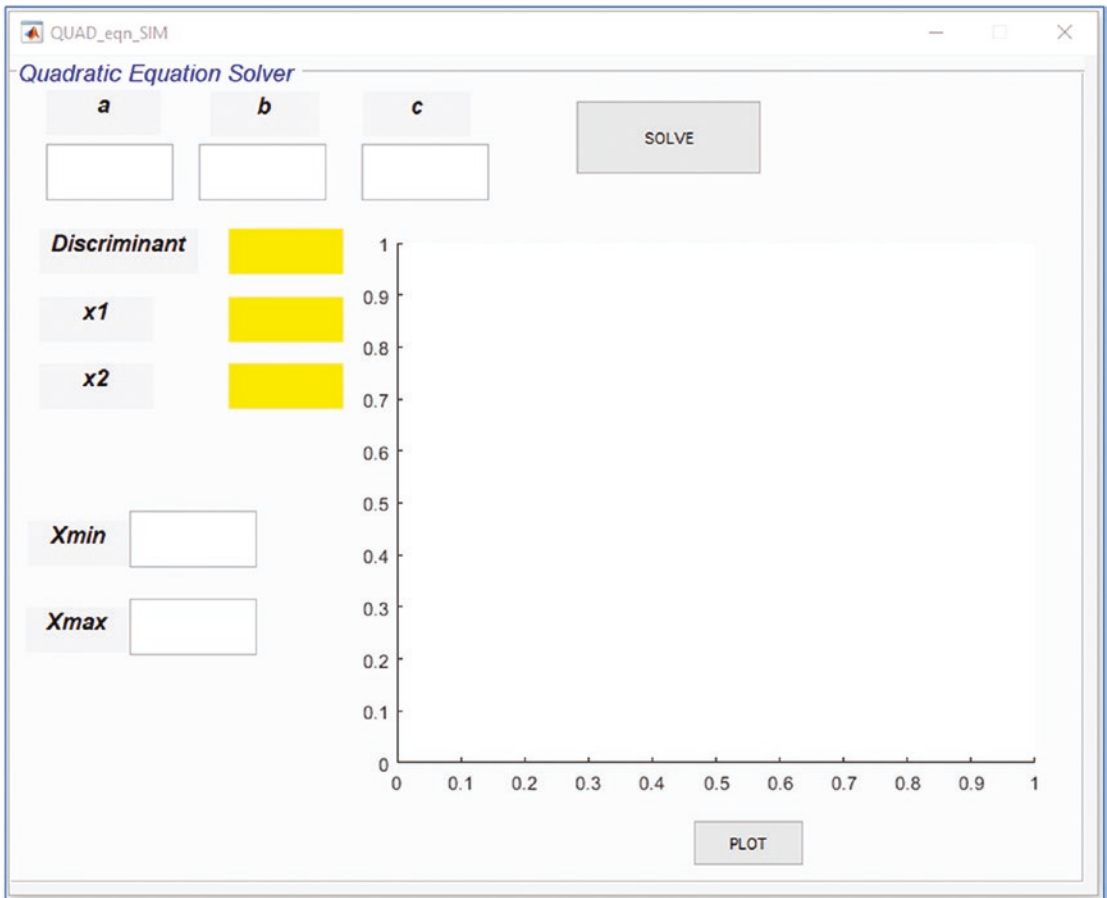 QUAD_eqn_SIM
Quadratic Equation Solver
a b c
SOLVE
Discriminant
x1
x2
Xmin
Xmax
1
0.9
0.8
0.7
0.6
0.5
0.4
0.3
0.2
0.1
0
0 0.1 0.2 0.3 0.4 0.5 0.6 0.7 0.8 0.9 1
PLOT